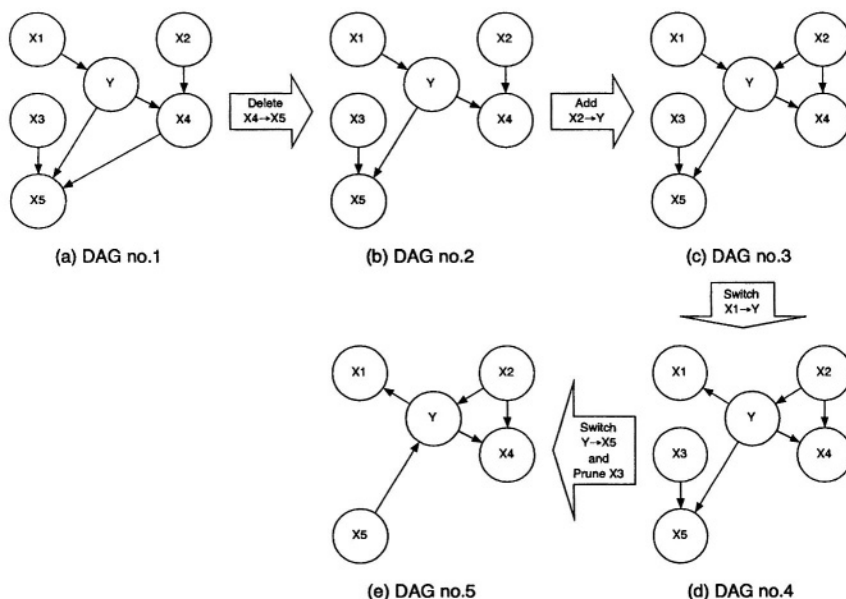 X1
X2
Y
X3
X4
X5
(a) DAG no.1
Delete
X4→X5
X1
X2
Y
X3
X4
X5
(b) DAG no.2
Add
X2→Y
X1
X2
Y
X3
X4
X5
(c) DAG no.3
Switch
X1→Y
X1
X2
Y
X3
X4
X5
(d) DAG no.4
Switch
Y→X5
and
Prune X3
X1
X2
Y
X4
X5
(e) DAG no.5